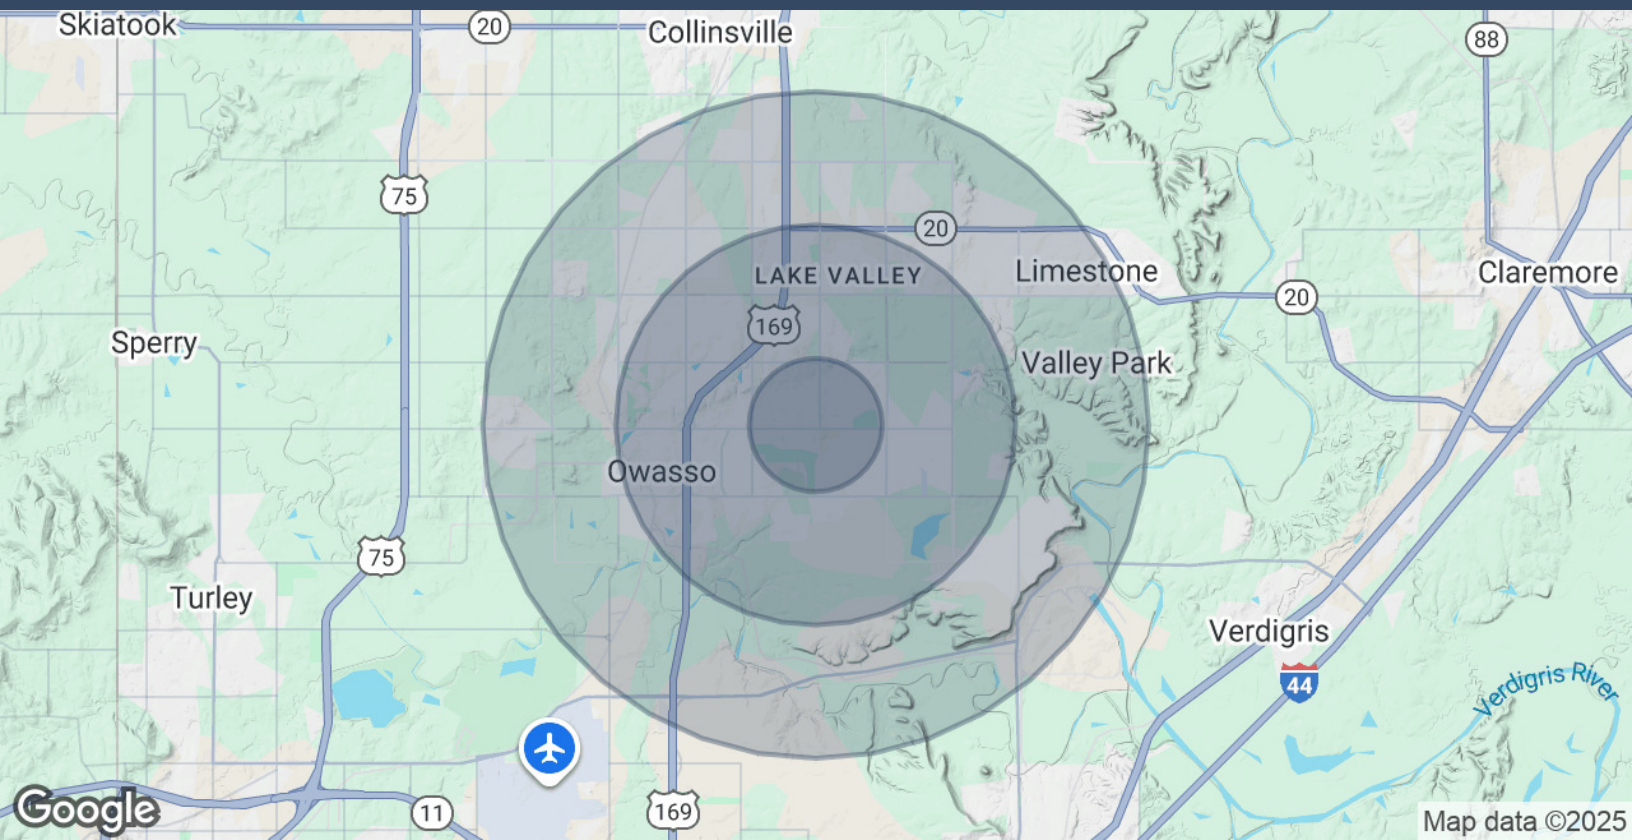 Skiatook
20
Collinsville
88
75
20
LAKE VALLEY
Limestone
Claremore
20
169
Sperry
Valley Park
Owasso
75
Turley
Verdigris
44
Verdigris River
Google
11
169
Map data ©2025